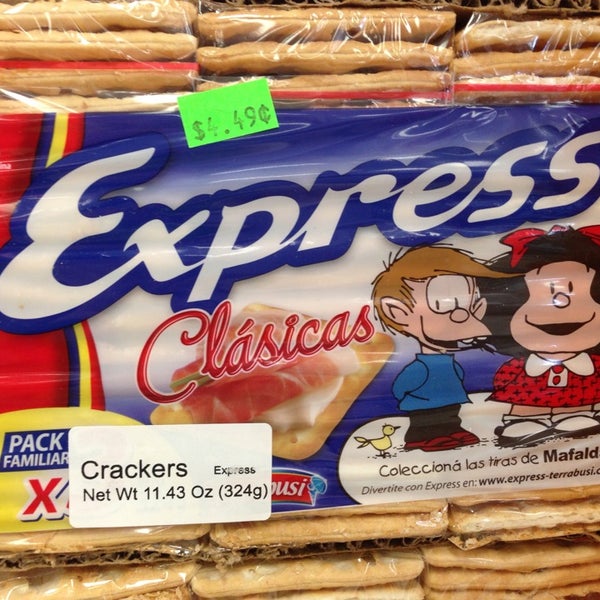 $4.49¢
Express
Clásicas
PACK
FAMILIAR
Crackers Express
Net Wt 11.43 Oz (324g)
Coleccioná las tiras de Mafald
Divertite con Express en: www.express-terrabusi.c